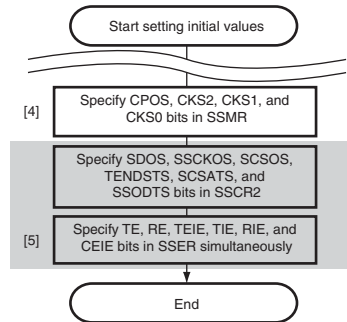 Start setting initial values
[4]
Specify CPOS, CKS2, CKS1, and
CKS0 bits in SSMR
Specify SDOS, SSCKOS, SCSOS,
TENDSTS, SCSATS, and
SSODTS bits in SSCR2
[5]
Specify TE, RE, TEIE, TIE, RIE, and
CEIE bits in SSER simultaneously
End